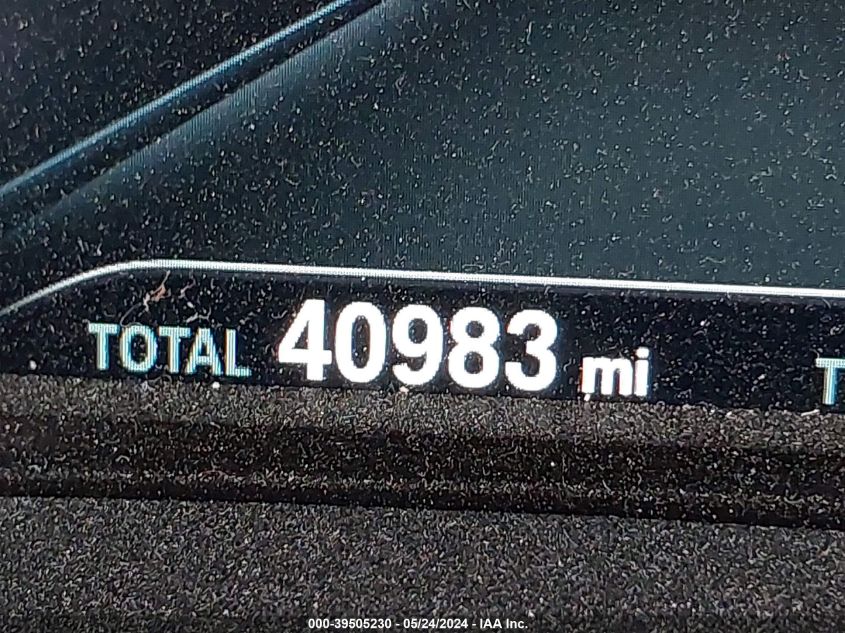 TOTAL 40983 mi T
000-39505230 - 05/24/2024 - IAA Inc.